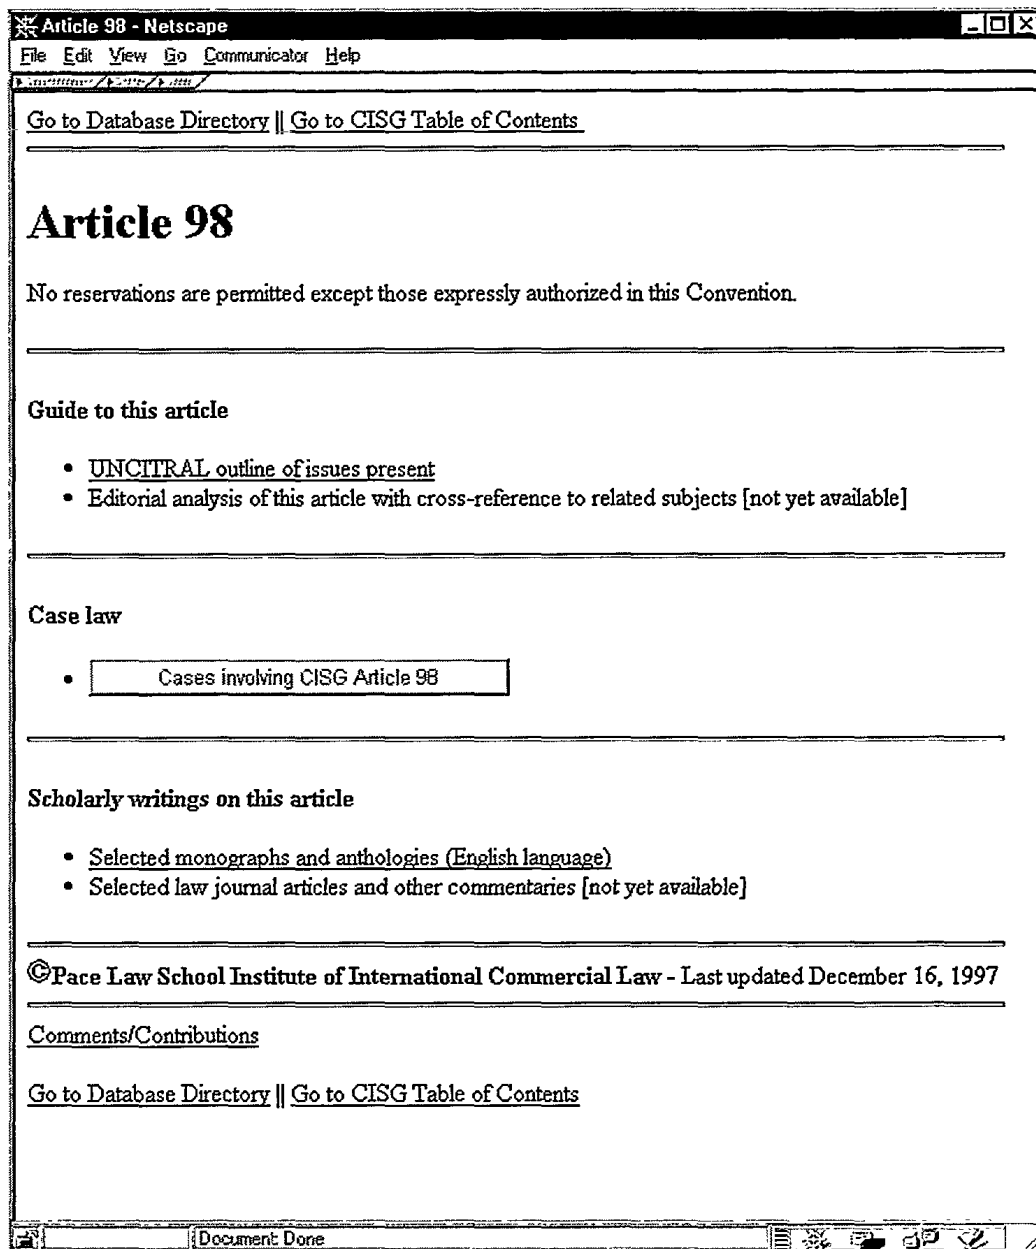 Article 98 - Netscape
File Edit View Go Communicator Help
Go to Database Directory || Go to CISG Table of Contents
Article 98
No reservations are permitted except those expressly authorized in this Convention.
Guide to this article
• UNCITRAL outline of issues present
• Editorial analysis of this article with cross-reference to related subjects [not yet available]
Case law
• Cases involving CISG Article 98
Scholarly writings on this article
• Selected monographs and anthologies (English language)
• Selected law journal articles and other commentaries [not yet available]
©Pace Law School Institute of International Commercial Law - Last updated December 16, 1997
Comments/Contributions
Go to Database Directory || Go to CISG Table of Contents
Document: Done